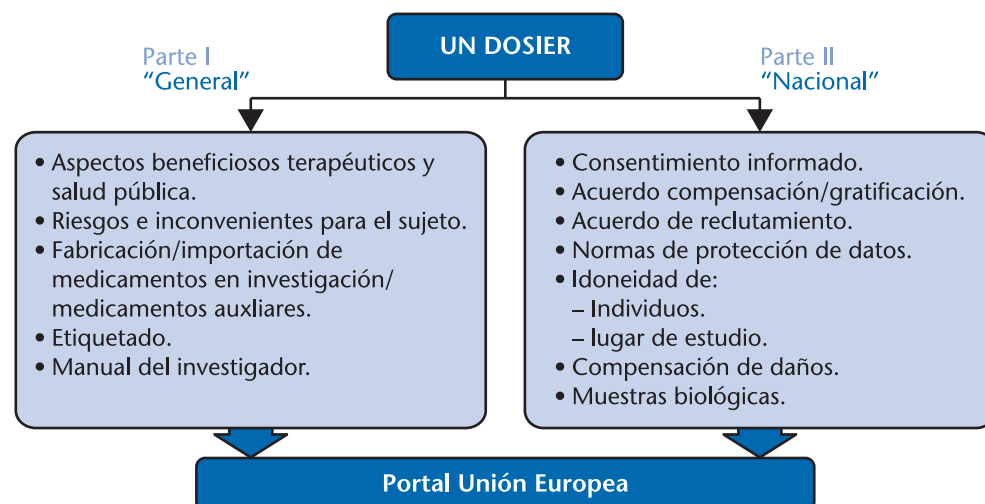 UN DOSIER
Parte I
“General”
Parte II
“Nacional”
• Aspectos beneficiosos terapéuticos y
salud pública.
• Riesgos e inconvenientes para el sujeto.
• Fabricación/importación de
medicamentos en investigación/
medicamentos auxliares.
• Etiquetado.
• Manual del investigador.
• Consentimiento informado.
• Acuerdo compensación/gratificación.
• Acuerdo de reclutamiento.
• Normas de protección de datos.
• Idoneidad de:
– Individuos.
– lugar de estudio.
• Compensación de daños.
• Muestras biológicas.
Portal Unión Europea